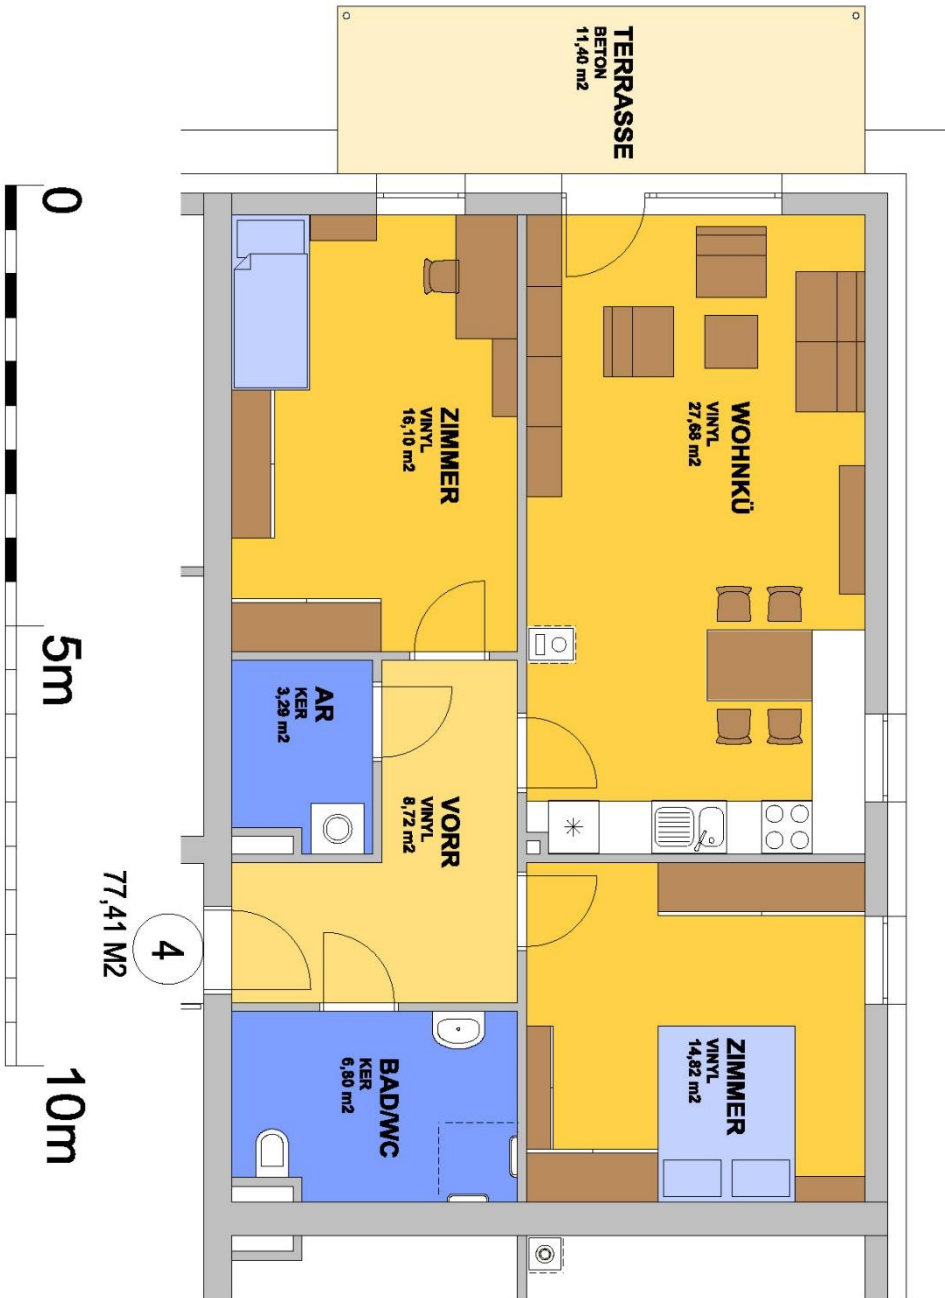 TERRASSE
BETON
11,40 m2
WOHNKÜ
VINYL
27,68 m2
ZIMMER
VINYL
16,10 m2
AR
KER
3,29 m2
VORR
VINYL
8,72 m2
ZIMMER
VINYL
14,82 m2
BAD/WC
KER
6,80 m2
4
77,41 M2
0
5m
10m